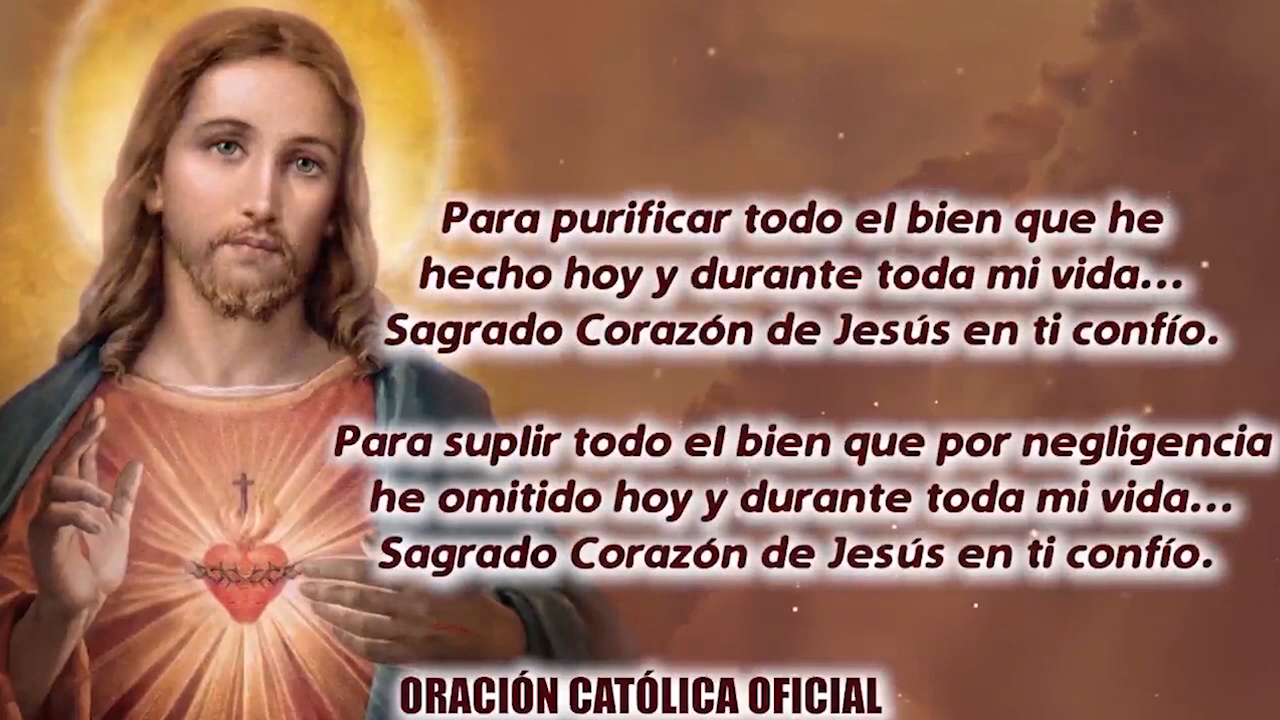 Para purificar todo el bien que he
hecho hoy y durante toda mi vida...
Sagrado Corazón de Jesús en ti confío.
Para suplir todo el bien que por negligencia
he omitido hoy y durante toda mi vida...
Sagrado Corazón de Jesús en ti confío.
ORACIÓN CATÓLICA OFICIAL